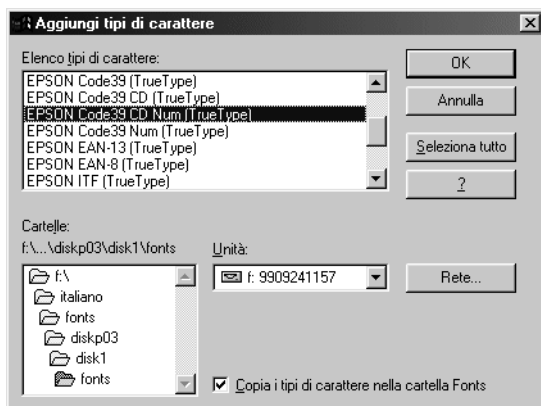 Aggiungi tipi di carattere
Elenco tipi di carattere:
EPSON Code39 (TrueType)
EPSON Code39 CD (TrueType)
EPSON Code39 CD Num (TrueType)
EPSON Code39 Num (TrueType)
EPSON EAN-13 (TrueType)
EPSON EAN-8 (TrueType)
EPSON ITF (TrueType)
OK
Annulla
Seleziona tutto
?
Cartelle:
f:\...\diskp03\disk1\fonts
f:\
italiano
fonts
diskp03
disk1
fonts
Unità:
f: 9909241157
Rete...
Copia i tipi di carattere nella cartella Fonts